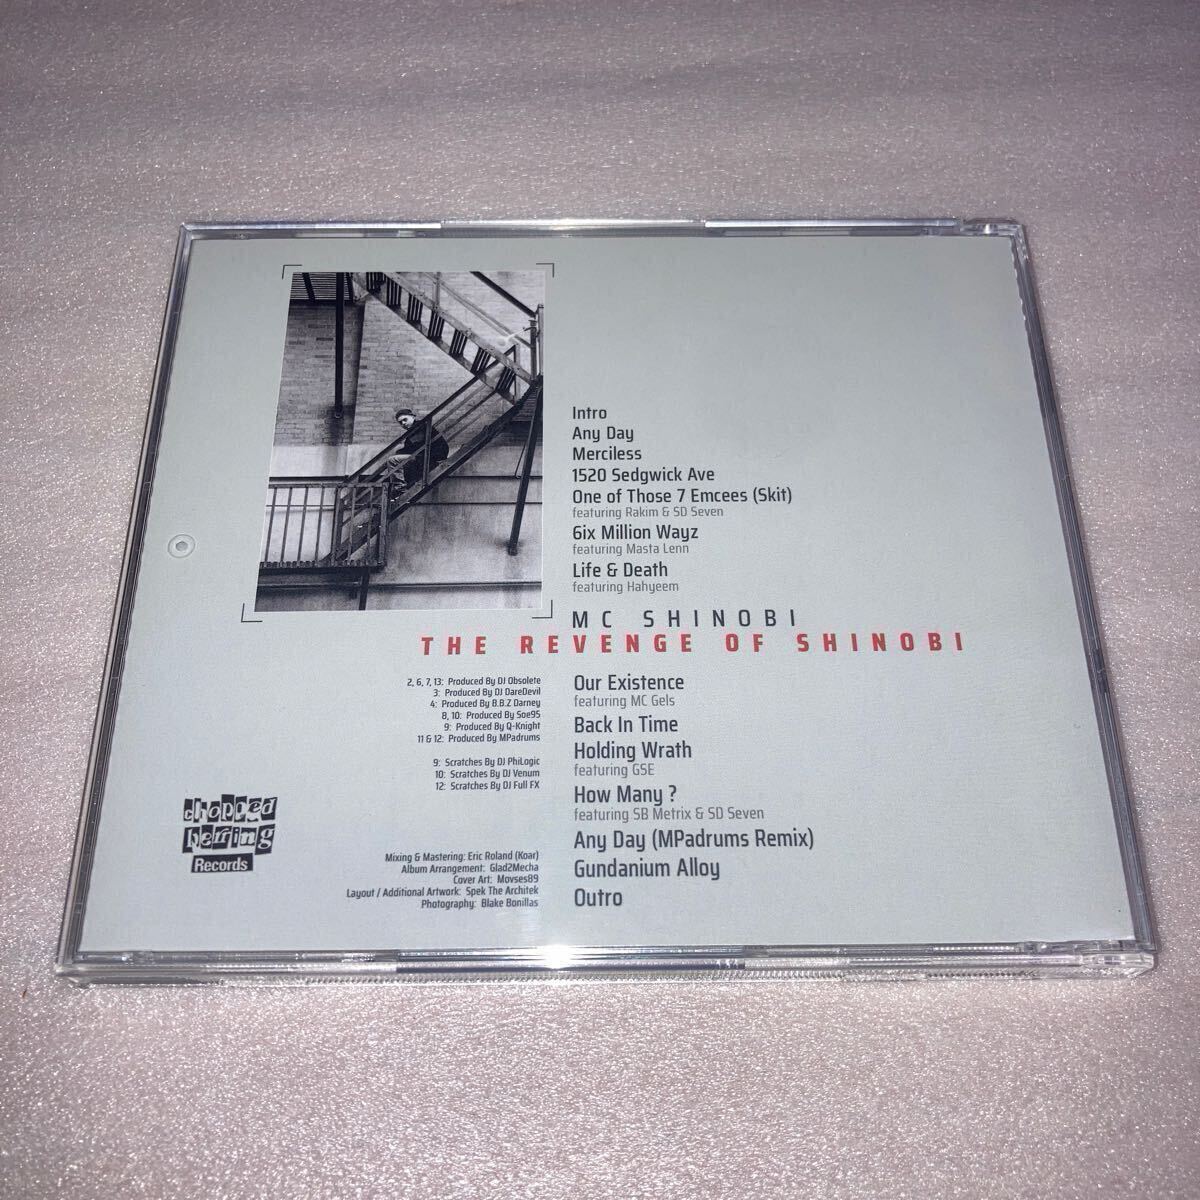 Intro
Any Day
Merciless
1520 Sedgwick Ave
One of Those 7 Emcees (Skit)
featuring Rakim & SD Seven
6ix Million Wayz
featuring Masta Lenn
Life & Death
featuring Hahyeem
MC SHINOBI
THE REVENGE OF SHINOBI
Our Existence
featuring MC Gels
Back In Time
Holding Wrath
featuring GSE
How Many ?
featuring SB Metrix & SD Seven
Any Day (MPadrums Remix)
Gundanium Alloy
Outro
2, 6, 7, 13: Produced By DJ Obsolete
3: Produced By DJ DareDevil
4: Produced By B.B.Z Darney
8, 10: Produced By Soe95
9: Produced By Q-Knight
11 & 12: Produced By MPadrums
9: Scratches By DJ PhiLogic
10: Scratches By DJ Venum
12: Scratches By DJ Full FX
chopped
herring
Records
Mixing & Mastering: Eric Roland (Koar)
Album Arrangement: Glad2Mecha
Cover Art: Movses89
Layout / Additional Artwork: Spek The Architek
Photography: Blake Bonillas